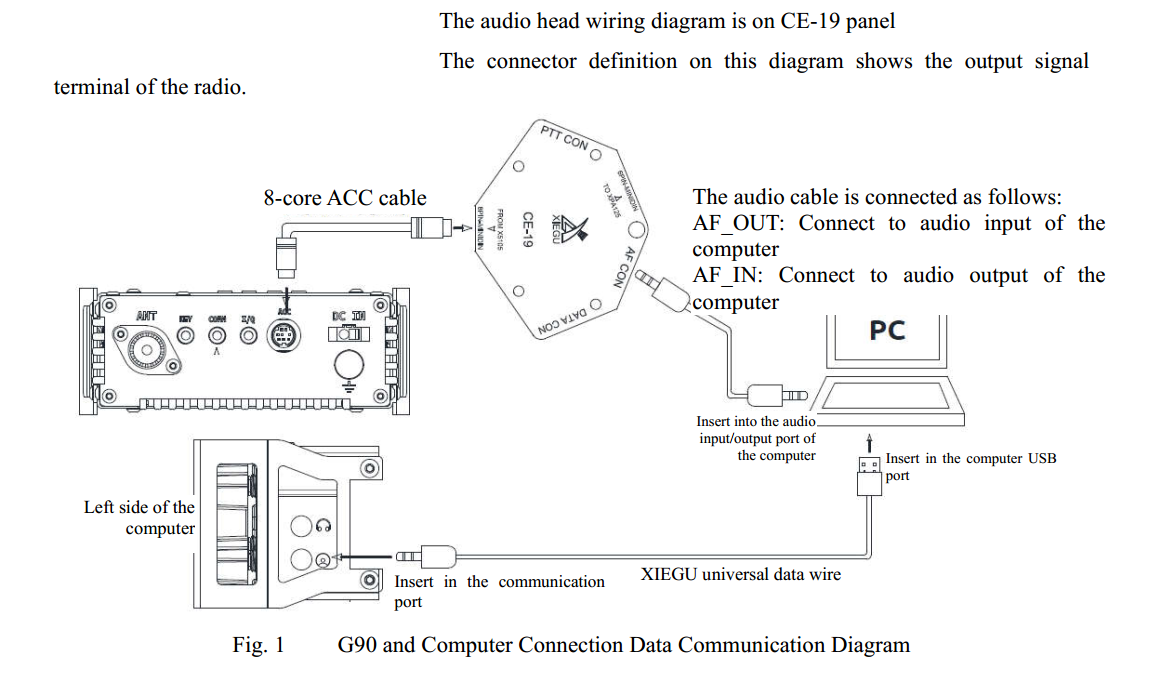 The audio head wiring diagram is on CE-19 panel
The connector definition on this diagram shows the output signal
terminal of the radio.
PTT CON
8PIN-MINIDIN
TO XPA125
8-core ACC cable
8PIN-MINIDIN
FROM X5105
CE-19
XIEGU
AF CON
DATA CON
The audio cable is connected as follows:
AF_OUT: Connect to audio input of the
computer
AF_IN: Connect to audio output of the
computer
ANT
KEY
COMM
I/Q
ACC
DC IN
PC
Insert into the audio
input/output port of
the computer
Insert in the computer USB
port
Left side of the
computer
Insert in the communication
port
XIEGU universal data wire
Fig. 1 G90 and Computer Connection Data Communication Diagram